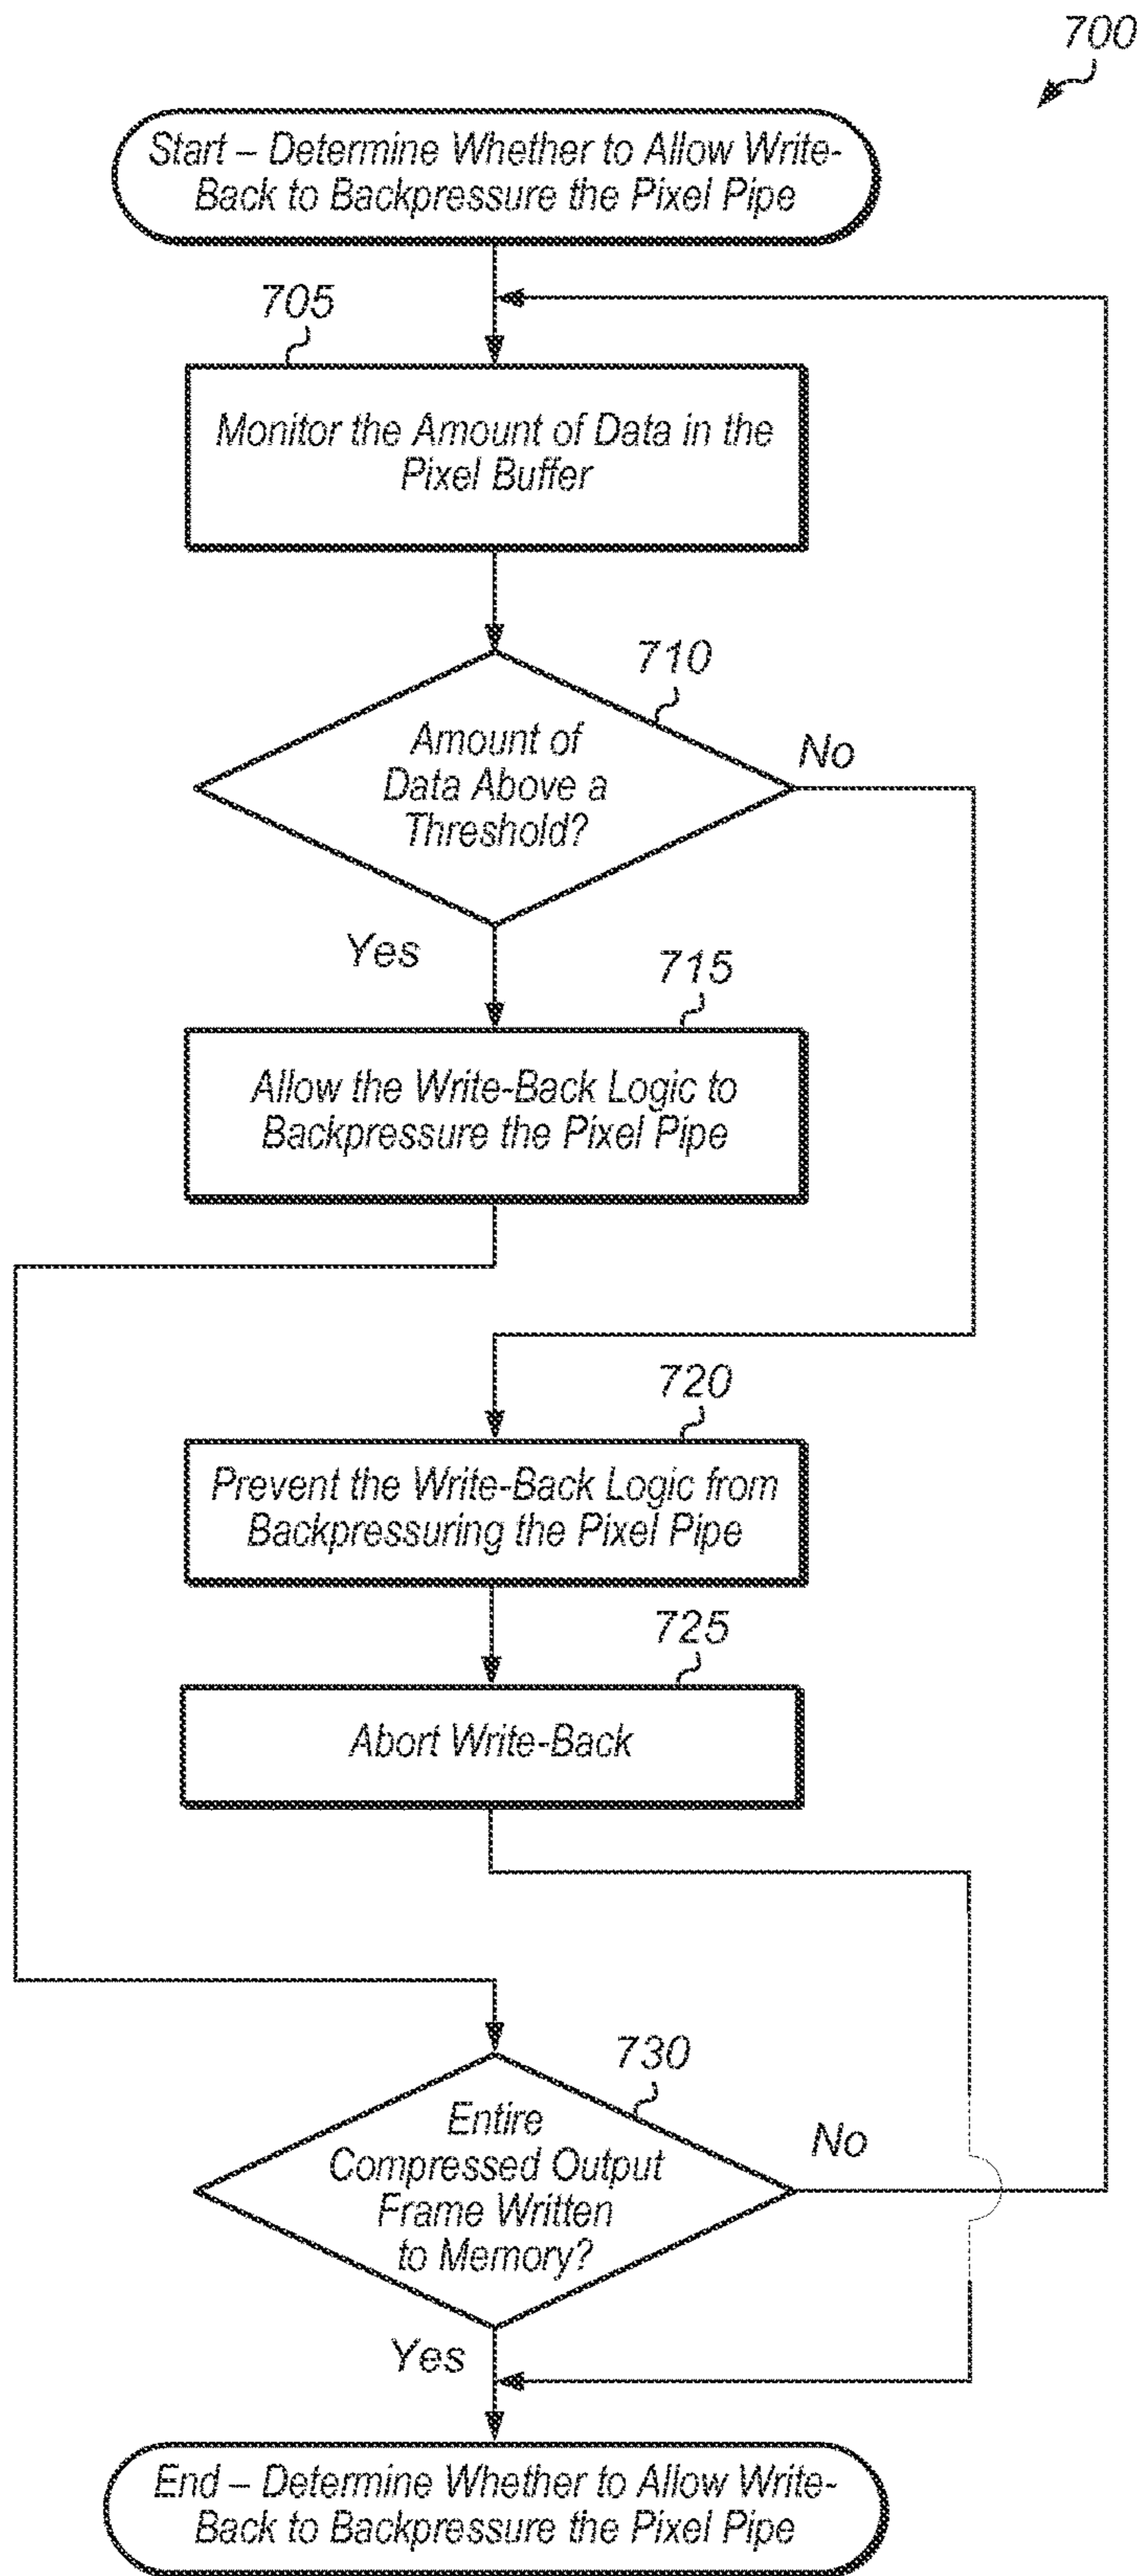 700
Start – Determine Whether to Allow Write-
Back to Backpressure the Pixel Pipe
705
Monitor the Amount of Data in the
Pixel Buffer
710
Amount of
Data Above a
Threshold?
No
Yes
715
Allow the Write-Back Logic to
Backpressure the Pixel Pipe
720
Prevent the Write-Back Logic from
Backpressuring the Pixel Pipe
725
Abort Write-Back
730
Entire
Compressed Output
Frame Written
to Memory?
No
Yes
End – Determine Whether to Allow Write-
Back to Backpressure the Pixel Pipe